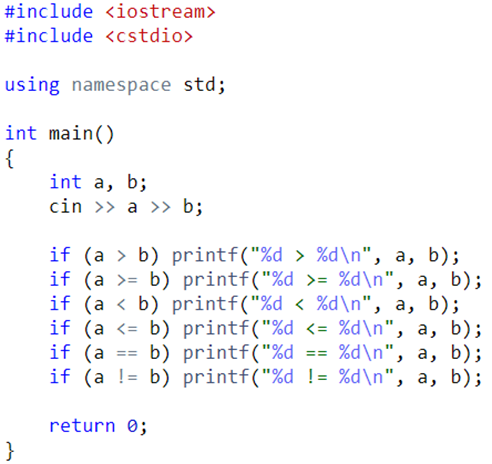 #include <iostream>
#include <cstdio>

using namespace std;

int main()
{
    int a, b;
    cin >> a >> b;

    if (a > b) printf("%d > %d\n", a, b);
    if (a >= b) printf("%d >= %d\n", a, b);
    if (a < b) printf("%d < %d\n", a, b);
    if (a <= b) printf("%d <= %d\n", a, b);
    if (a == b) printf("%d == %d\n", a, b);
    if (a != b) printf("%d != %d\n", a, b);

    return 0;
}